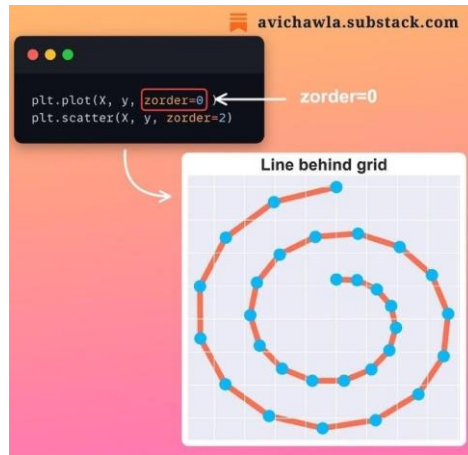 avichawla.substack.com
plt.plot(X, y, zorder=0 )
zorder=0
plt.scatter(X, y, zorder=2)
Line behind grid